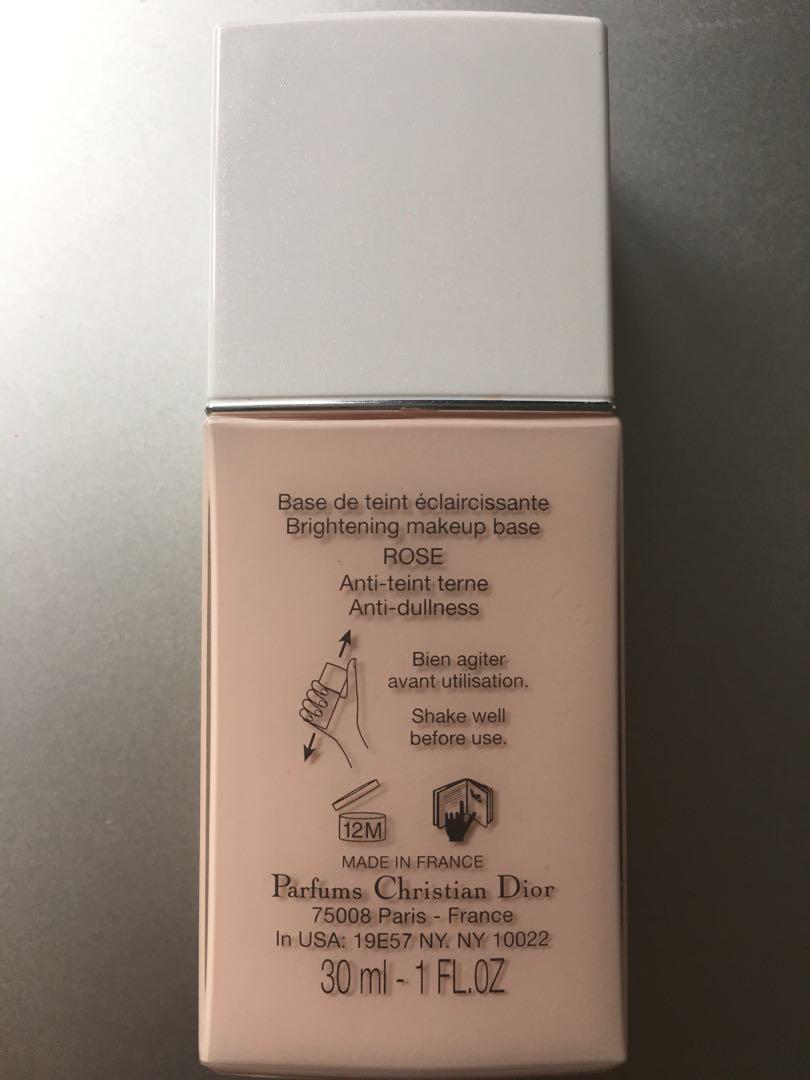 Base de teint éclaircissante
Brightening makeup base
ROSE
Anti-teint terne
Anti-dullness
Bien agiter
avant utilisation.
Shake well
before use.
12M
MADE IN FRANCE
Parfums Christian Dior
75008 Paris - France
In USA: 19E57 NY. NY 10022
30 ml - 1 FL.OZ